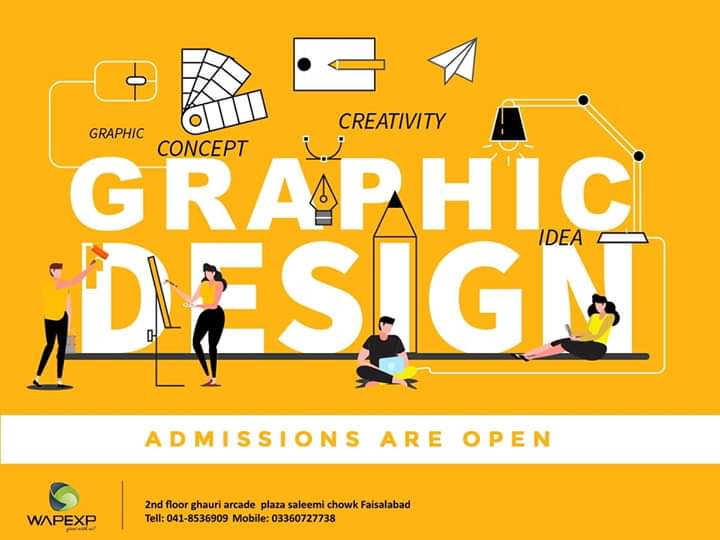 GRAPHIC
CONCEPT
CREATIVITY
GRAPHIC
IDEA
DESIGN
ADMISSIONS ARE OPEN
WAPEXP
2nd floor ghauri arcade plaza saleemi chowk Faisalabad
Tell: 041-8536909 Mobile: 03360727738